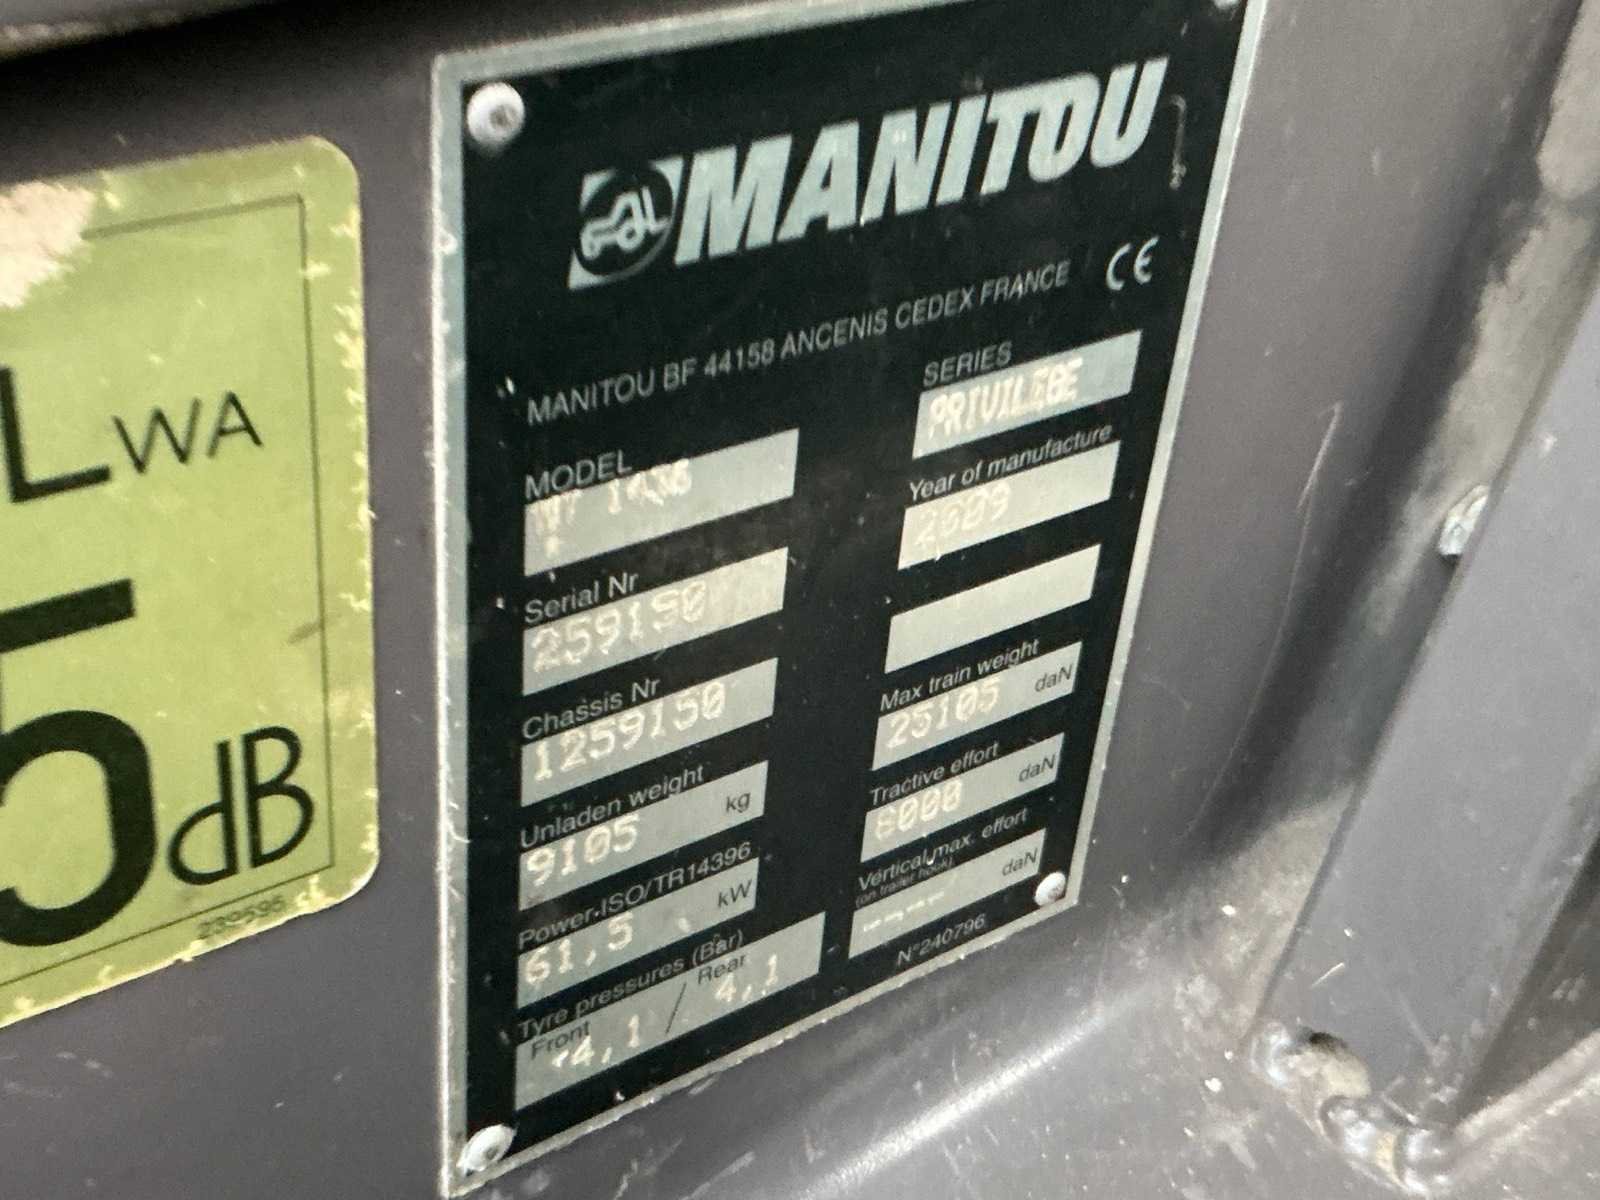 LWA
5
dB
239595
MANITOU
MANITOU BF 44158 ANCENIS CEDEX FRANCE CE
SERIES
PRIVILEGE
MODEL
Year of manufacture
2009
Serial Nr
259150
Chassis Nr
1259150
Max train weight
25105 daN
Unladen weight
9105 kg
Tractive effort
8000 daN
Power ISO/TR14396
61,5 kW
Vertical max. effort
(on trailer hook)
---- daN
Tyre pressures (Bar)
Front / Rear
4,1 4,1
N°240796